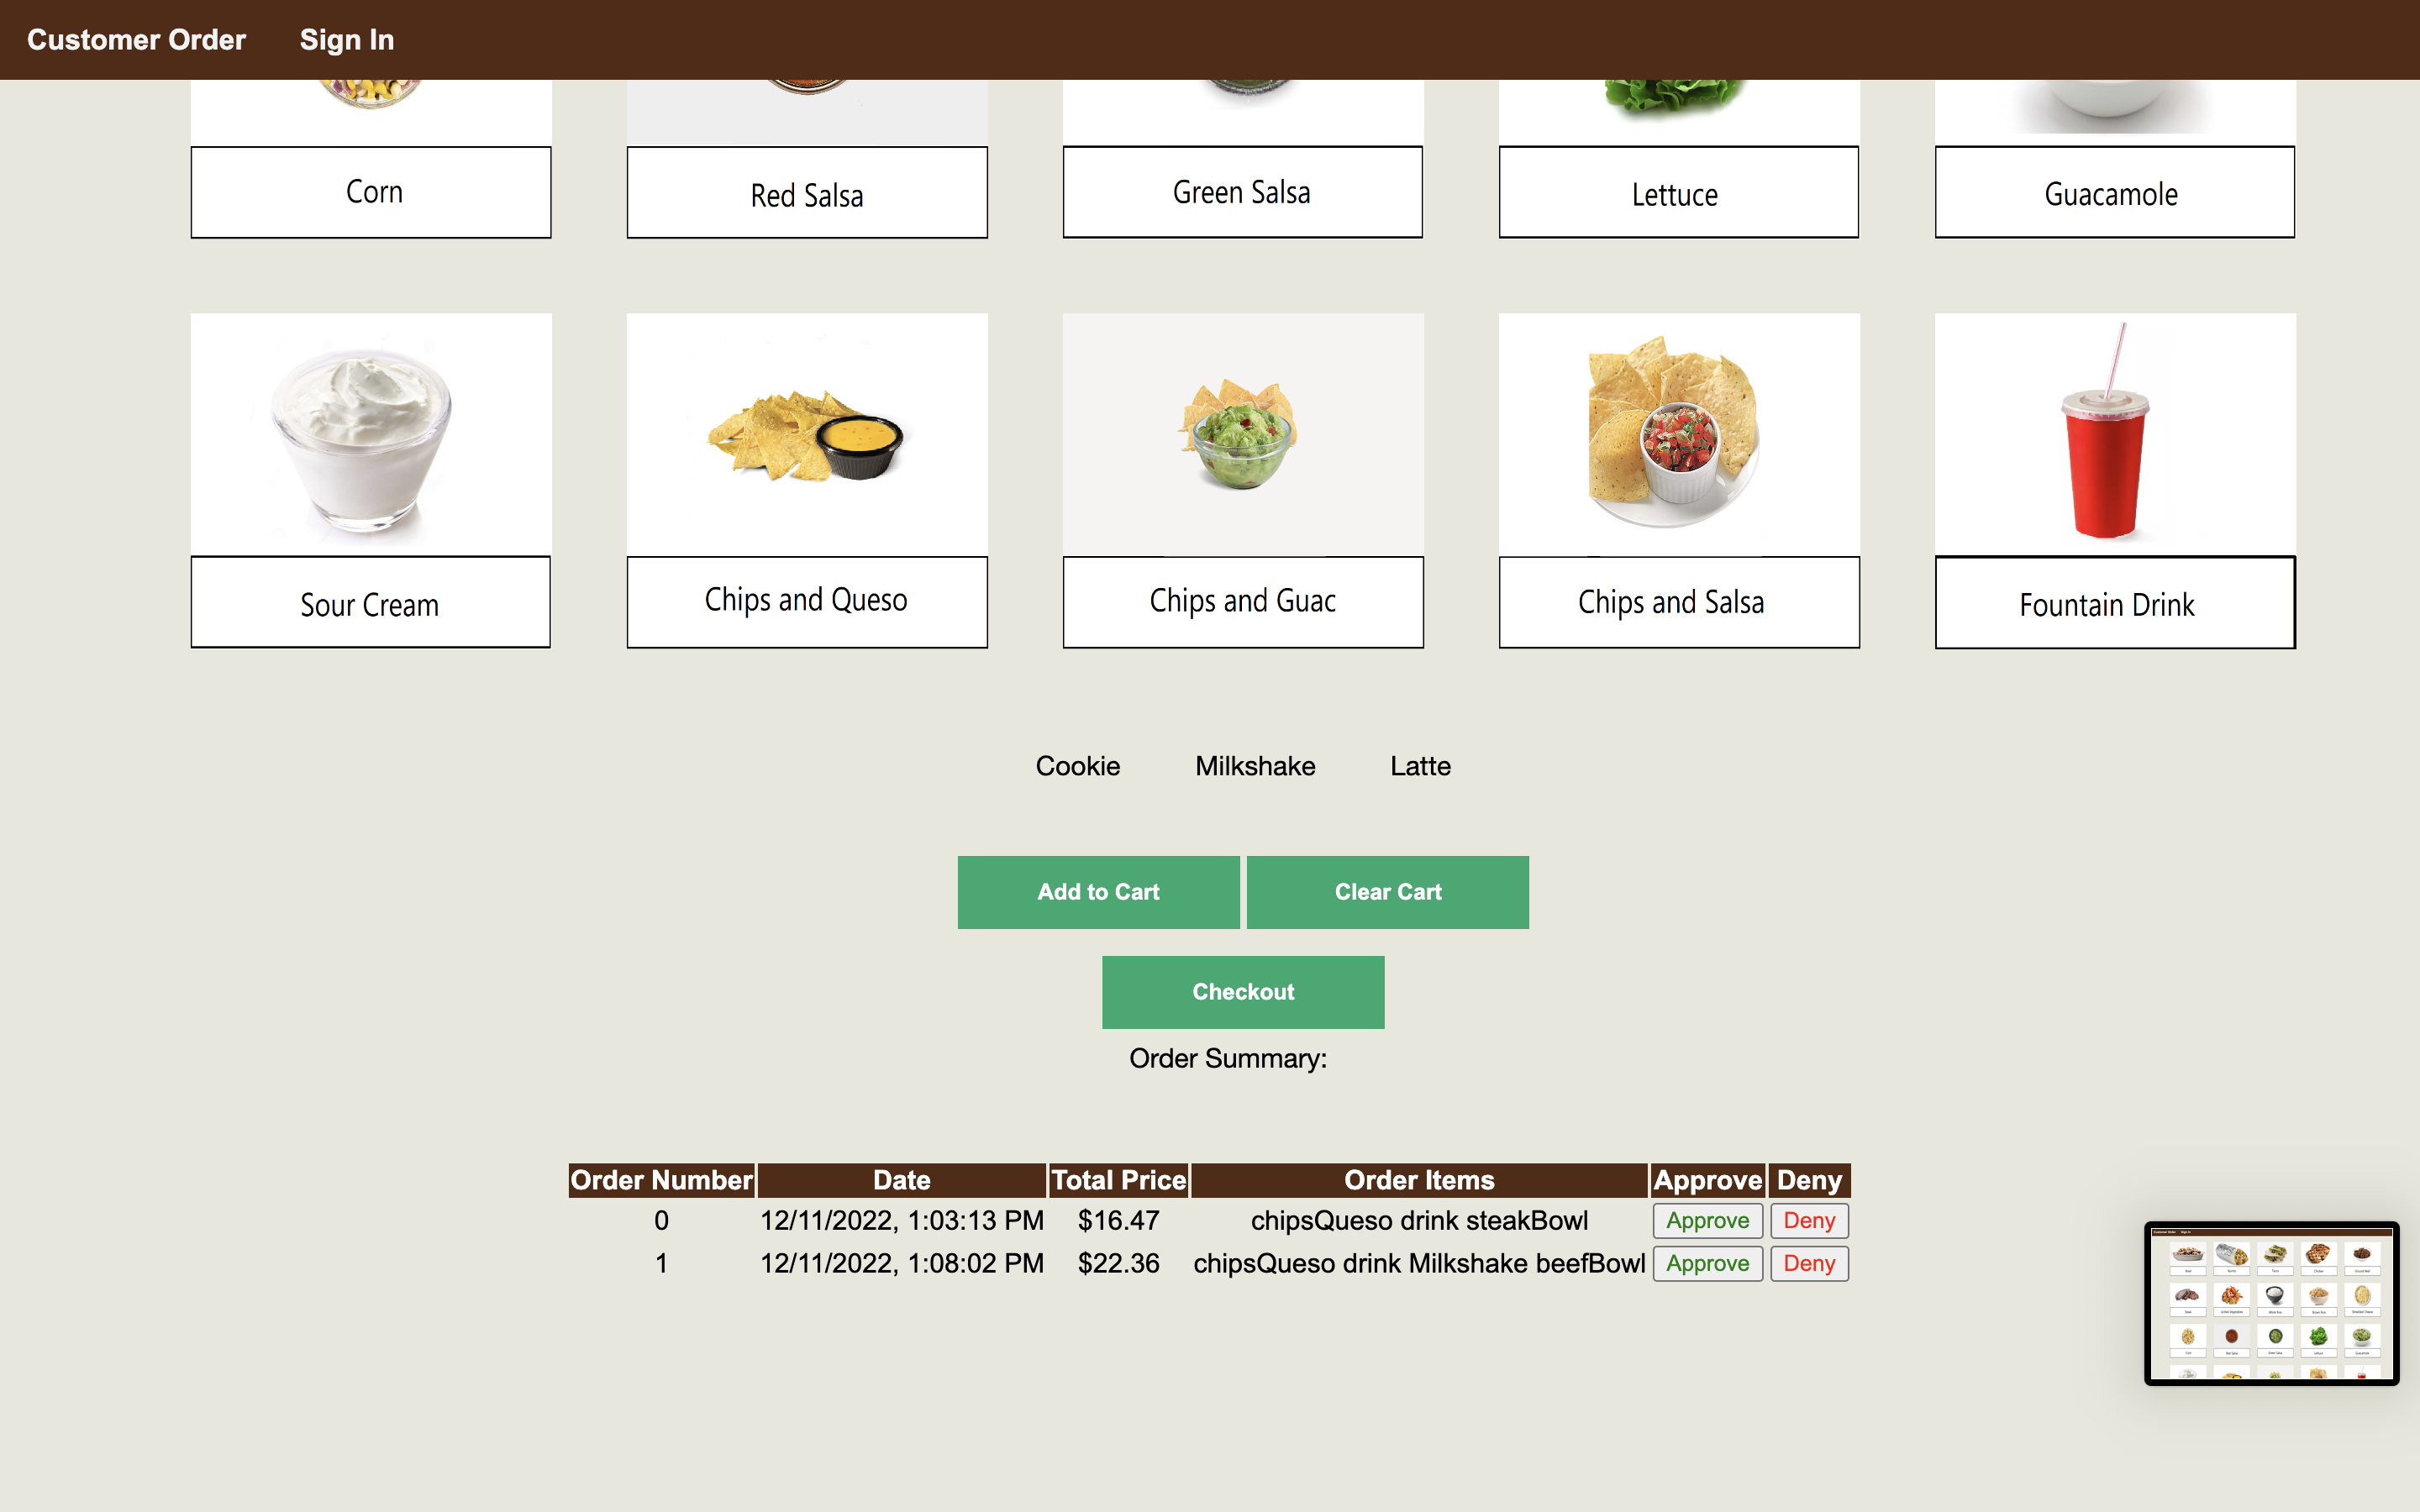 Customer Order Sign In
Corn Red Salsa Green Salsa Lettuce Guacamole
Sour Cream Chips and Queso Chips and Guac Chips and Salsa Fountain Drink
Cookie Milkshake Latte
Add to Cart Clear Cart
Checkout
Order Summary:
Order Number Date Total Price Order Items Approve Deny
0 12/11/2022, 1:03:13 PM $16.47 chipsQueso drink steakBowl Approve Deny
1 12/11/2022, 1:08:02 PM $22.36 chipsQueso drink Milkshake beefBowl Approve Deny